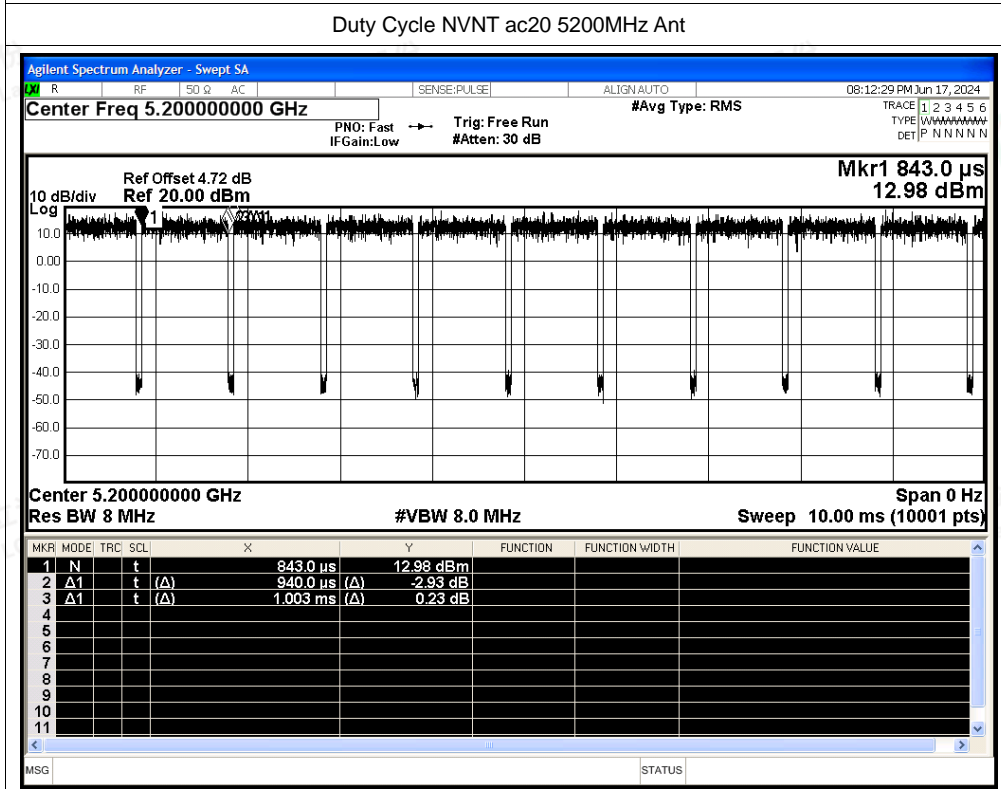 Duty Cycle NVNT ac20 5200MHz Ant
Agilent Spectrum Analyzer - Swept SA
LXI R RF 50 Ω AC SENSE:PULSE ALIGN AUTO 08:12:29 PM Jun 17, 2024
Center Freq 5.200000000 GHz #Avg Type: RMS TRACE 1 2 3 4 5 6
PNO: Fast Trig: Free Run TYPE W
IFGain:Low #Atten: 30 dB DET P N N N N N
Mkr1 843.0 µs
Ref Offset 4.72 dB
10 dB/div Ref 20.00 dBm 12.98 dBm
Log
1
10.0
0.00
-10.0
-20.0
-30.0
-40.0
-50.0
-60.0
-70.0
Center 5.200000000 GHz Span 0 Hz
Res BW 8 MHz #VBW 8.0 MHz Sweep 10.00 ms (10001 pts)
MKR MODE TRC SCL X Y FUNCTION FUNCTION WIDTH FUNCTION VALUE
1 N t 843.0 µs 12.98 dBm
2 Δ1 t (Δ) 940.0 µs (Δ) -2.93 dB
3 Δ1 t (Δ) 1.003 ms (Δ) 0.23 dB
4
5
6
7
8
9
10
11
MSG STATUS